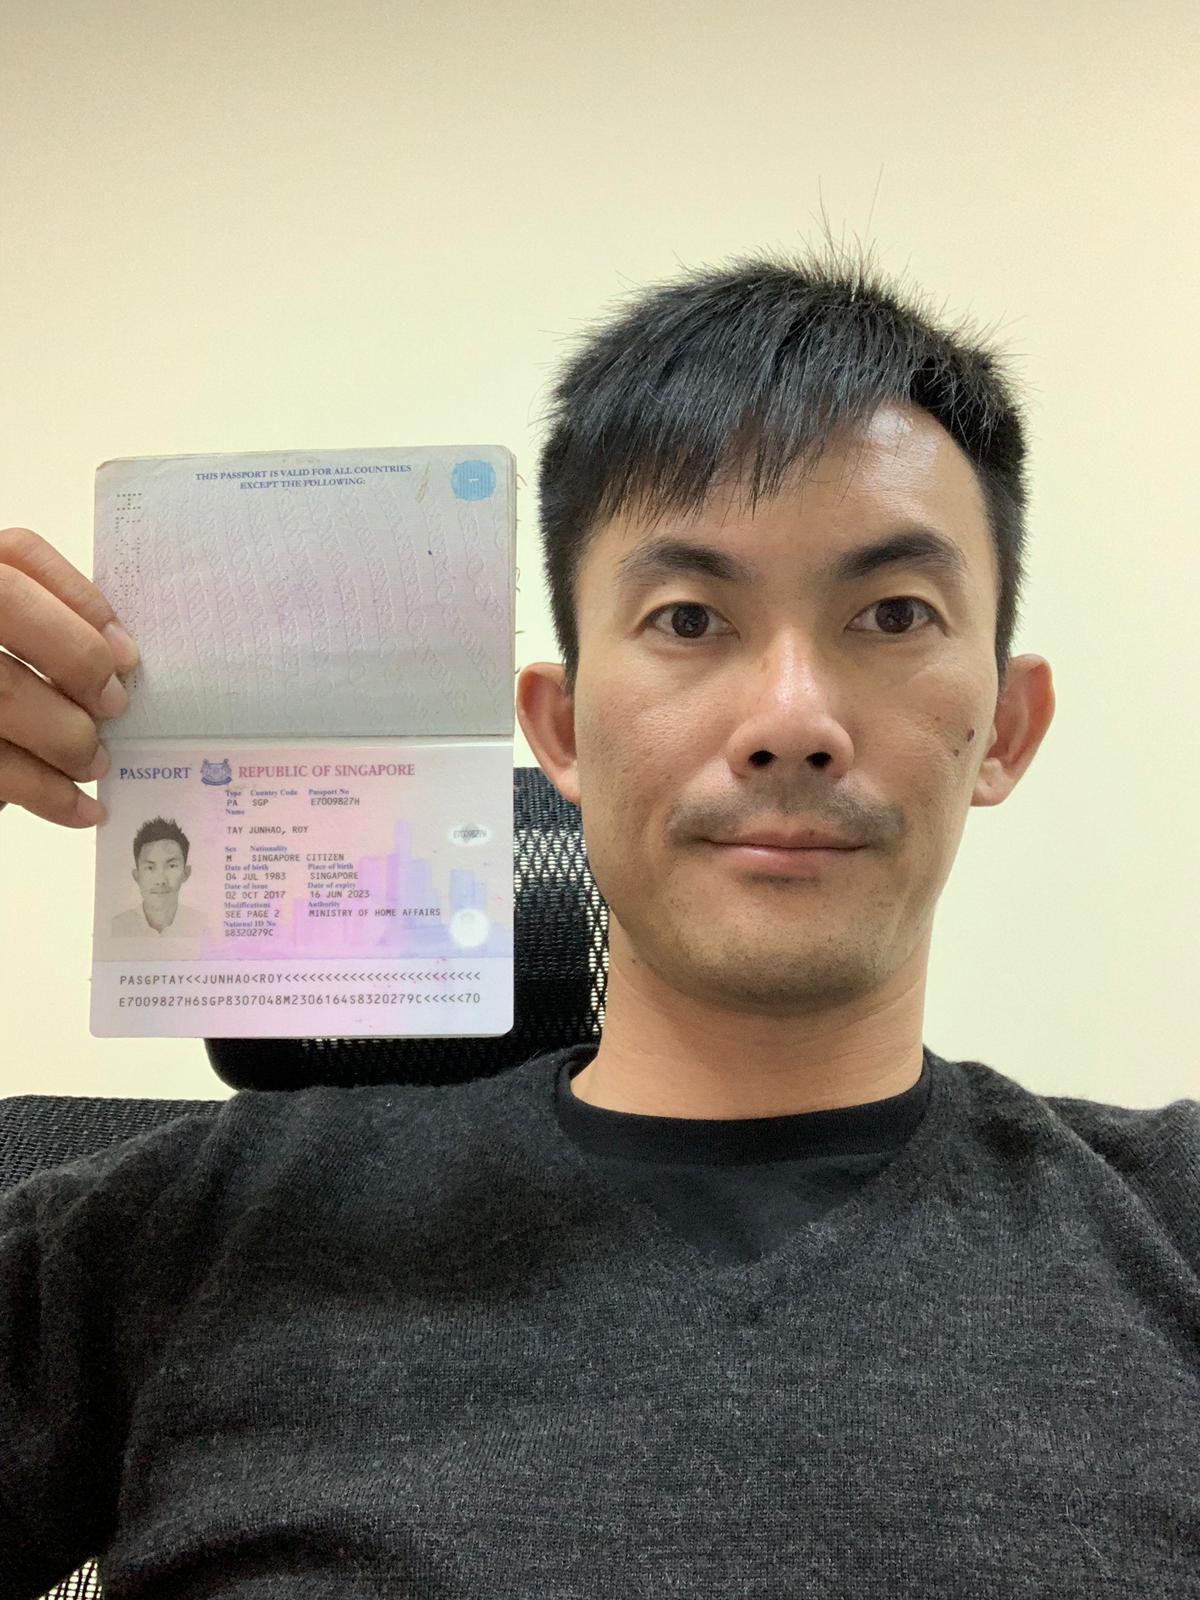 THIS PASSPORT IS VALID FOR ALL COUNTRIES
EXCEPT THE FOLLOWING:
PASSPORT REPUBLIC OF SINGAPORE
Type Country Code Passport No
PA SGP E7009827H
Name
TAY JUNHAO, ROY
E7009827H
Sex Nationality
M SINGAPORE CITIZEN
Date of birth Place of birth
04 JUL 1983 SINGAPORE
Date of issue Date of expiry
02 OCT 2017 16 JUN 2023
Modifications Authority
SEE PAGE 2 MINISTRY OF HOME AFFAIRS
National ID No
S8320279C
PASGPTAY<<JUNHAO<ROY<<<<<<<<<<<<<<<<<<<<<<<<
E7009827H6SGP8307048M2306164S8320279C<<<<<70